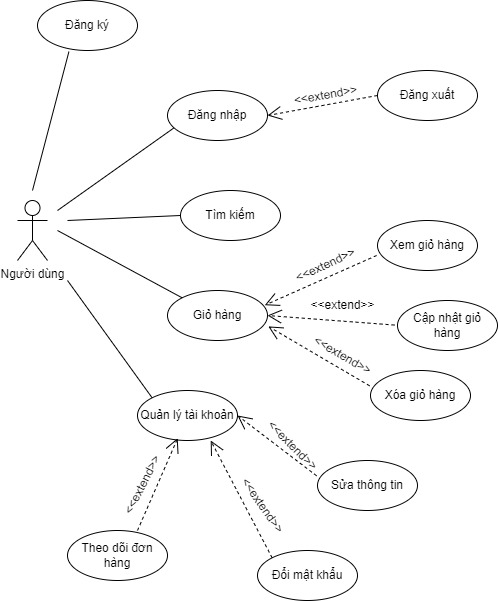 Đăng ký
Đăng nhập
<<extend>>
Đăng xuất
Tìm kiếm
Người dùng
Giỏ hàng
<<extend>>
Xem giỏ hàng
<<extend>>
Cập nhật giỏ
hàng
<<extend>>
Xóa giỏ hàng
Quản lý tài khoản
<<extend>>
Sửa thông tin
<<extend>>
Theo dõi đơn
hàng
<<extend>>
Đổi mật khẩu